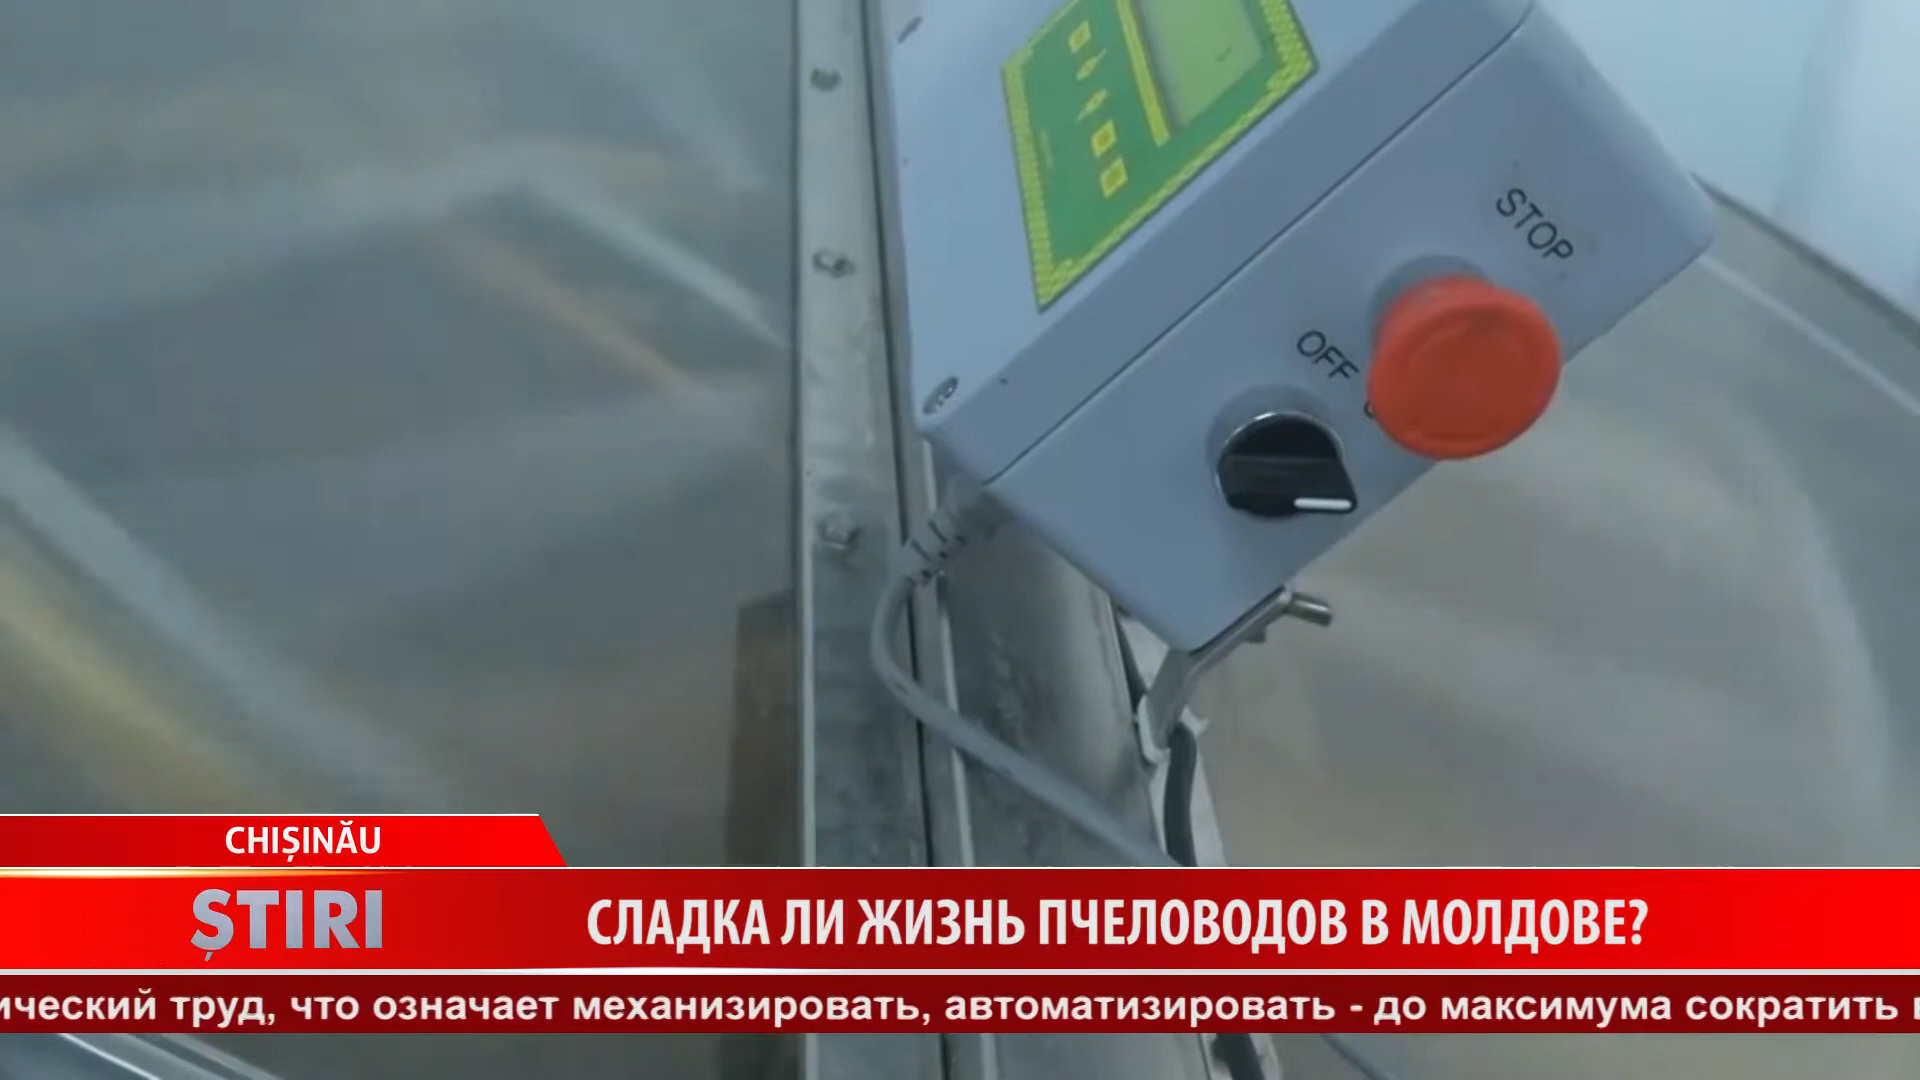 STOP
OFF
CHIȘINĂU
ȘTIRI
СЛАДКА ЛИ ЖИЗНЬ ПЧЕЛОВОДОВ В МОЛДОВЕ?
ический труд, что означает механизировать, автоматизировать - до максимума сократить